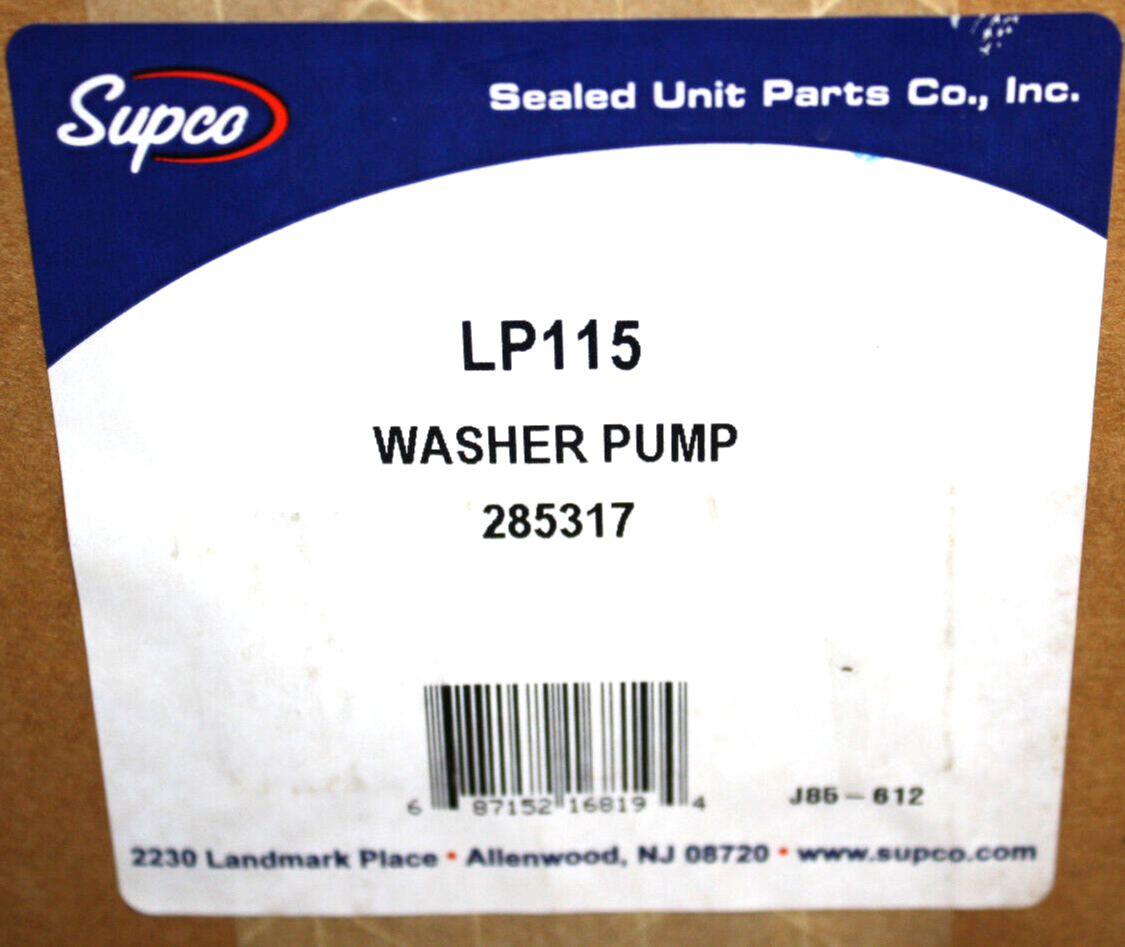 Supco
Sealed Unit Parts Co., Inc.
LP115
WASHER PUMP
285317
6 87152 16819 4
J85-612
2230 Landmark Place • Allenwood, NJ 08720 • www.supco.com